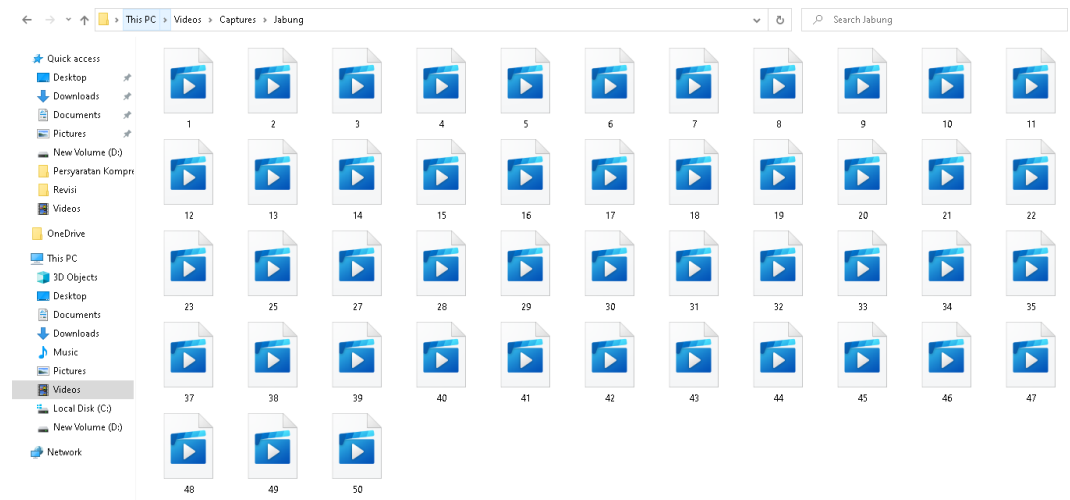 This PC > Videos > Captures > Jabung
Search Jabung
Quick access
Desktop
Downloads
Documents
Pictures
New Volume (D:)
Persyaratan Kompre
Revisi
Videos
OneDrive
This PC
3D Objects
Desktop
Documents
Downloads
Music
Pictures
Videos
Local Disk (C:)
New Volume (D:)
Network
1 2 3 4 5 6 7 8 9 10 11
12 13 14 15 16 17 18 19 20 21 22
23 25 27 28 29 30 31 32 33 34 35
37 38 39 40 41 42 43 44 45 46 47
48 49 50